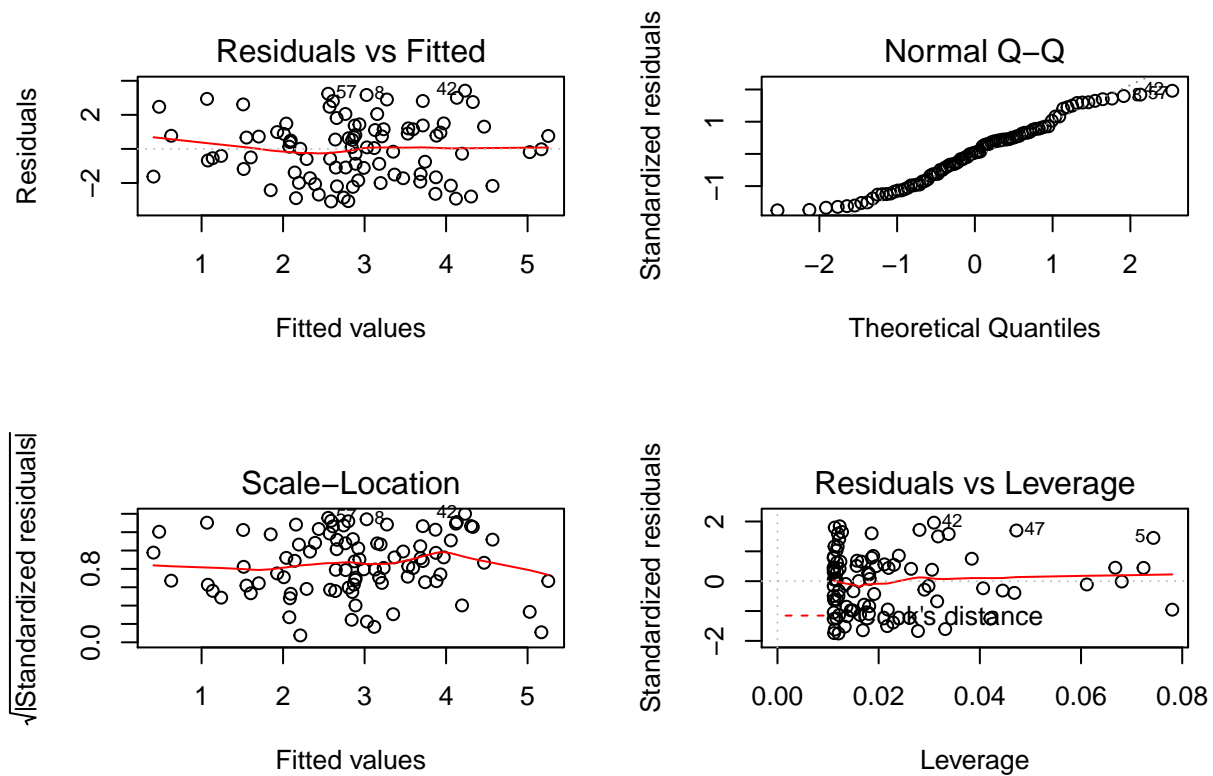 Residuals vs Fitted
Residuals
2
−2
57
8
42
1 2 3 4 5
Fitted values
Normal Q−Q
Standardized residuals
1
−1
42
8
57
−2 −1 0 1 2
Theoretical Quantiles
Scale−Location
√|Standardized residuals|
0.8
0.0
57
8
42
1 2 3 4 5
Fitted values
Residuals vs Leverage
Standardized residuals
2
0
−2
42
47
5
k's distance
0.00 0.02 0.04 0.06 0.08
Leverage